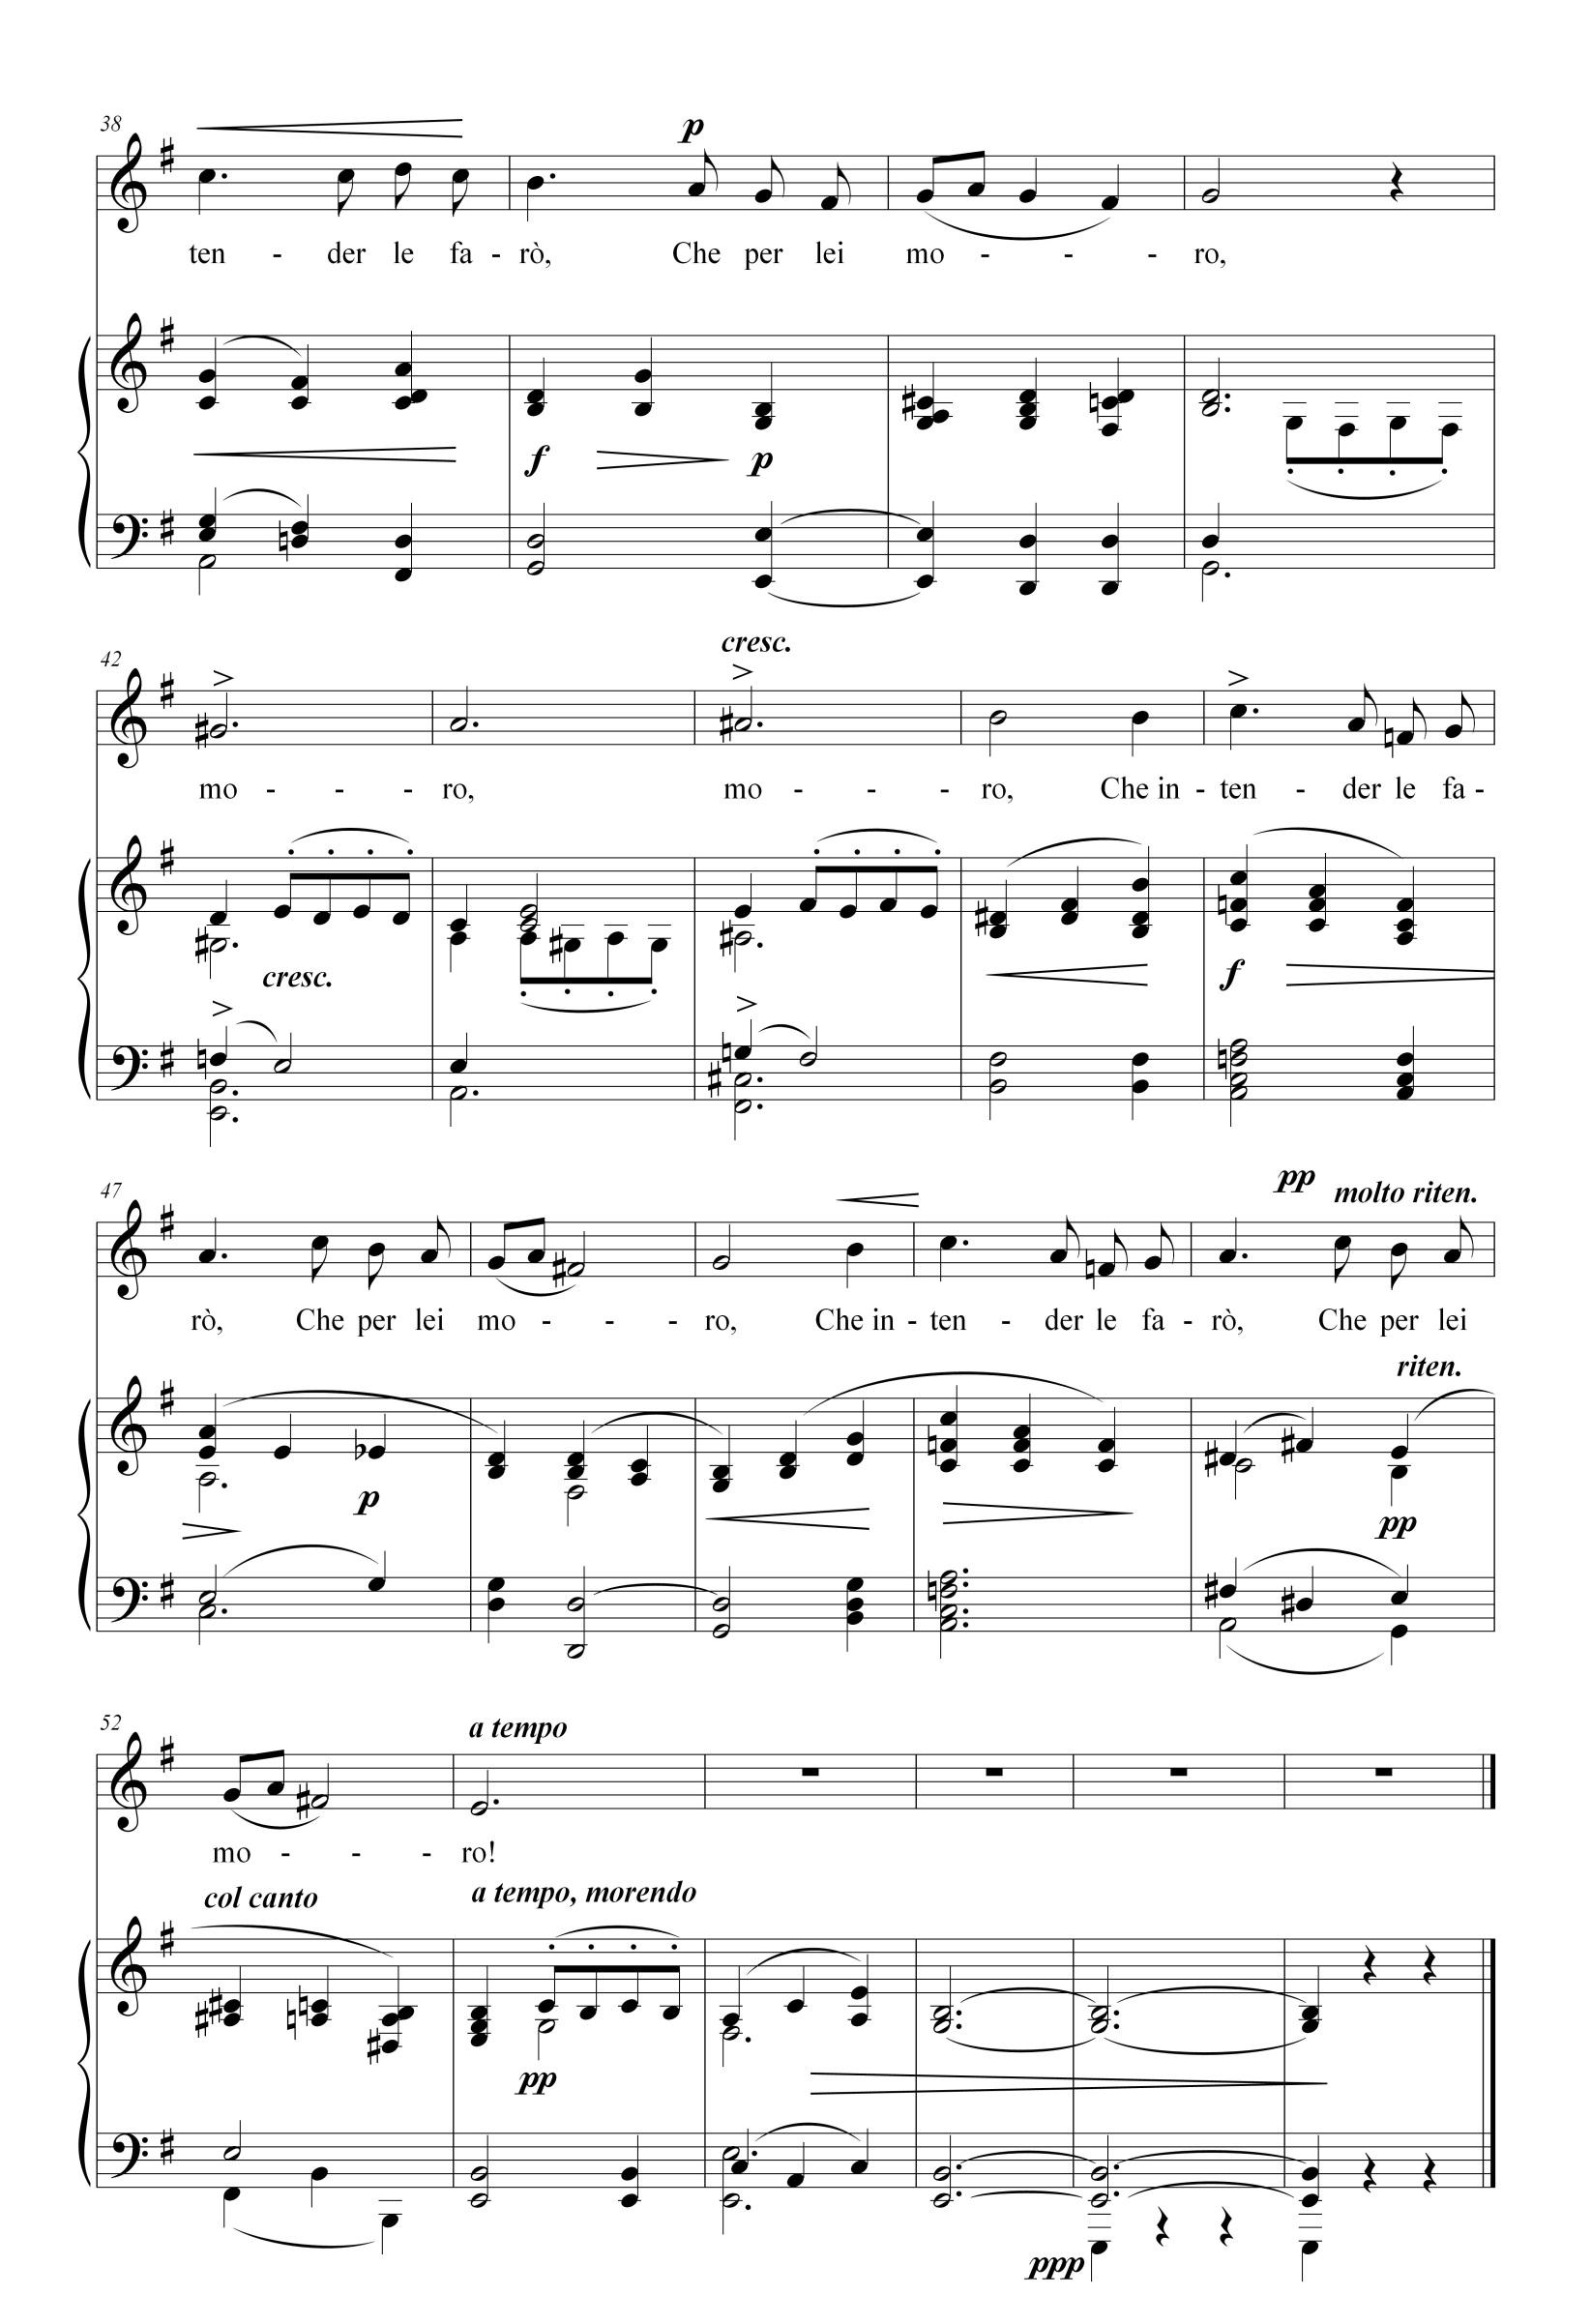 38
p
ten - der le fa - rò, Che per lei mo - - - ro,
f p
cresc.
42
mo - - - ro, mo - - - ro, Che in - ten - der le fa -
cresc.
f
pp molto riten.
47
rò, Che per lei mo - - - ro, Che in - ten - der le fa - rò, Che per lei
riten.
p pp
52 a tempo
mo - - - ro!
col canto a tempo, morendo
pp
ppp